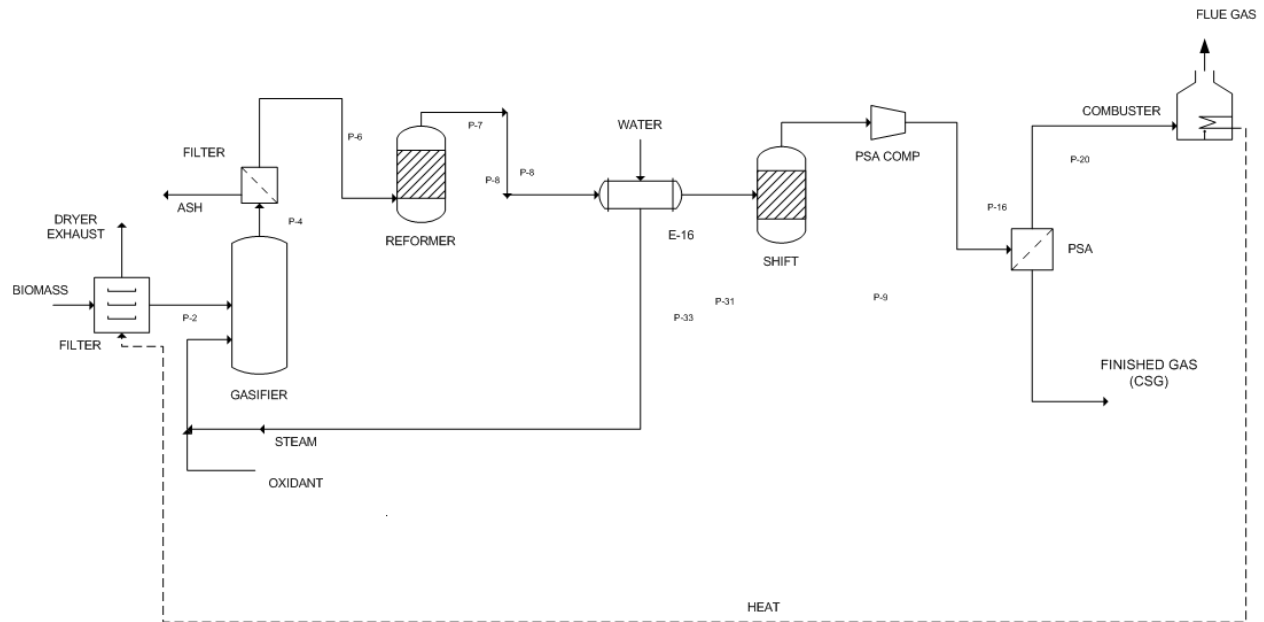 FLUE GAS
COMBUSTER
P-20
P-6
P-7
WATER
FILTER
PSA COMP
P-8
P-8
ASH
P-4
DRYER
EXHAUST
REFORMER
E-16
SHIFT
P-16
PSA
BIOMASS
P-2
P-31
P-9
P-33
FILTER
GASIFIER
FINISHED GAS
(CSG)
STEAM
OXIDANT
HEAT